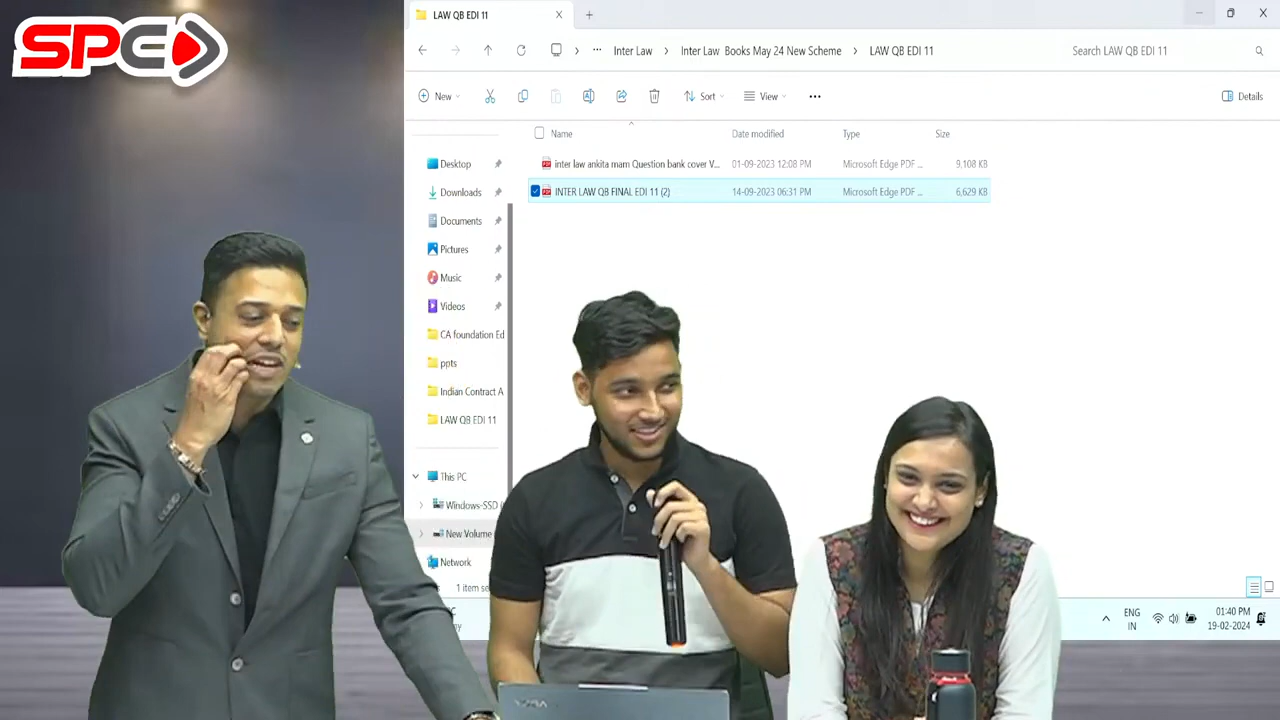 SPC
LAW QB EDI 11
Inter Law
Inter Law Books May 24 New Scheme
LAW QB EDI 11
Search LAW QB EDI 11
New
Sort
View
Details
Name
Date modified
Type
Size
inter law ankita mam Question bank cover V...
01-09-2023 12:08 PM
Microsoft Edge PDF ...
9,108 KB
INTER LAW QB FINAL EDI 11 (2)
14-09-2023 06:31 PM
Microsoft Edge PDF ...
6,629 KB
Desktop
Downloads
Documents
Pictures
Music
Videos
CA foundation Ed
ppts
Indian Contract A
LAW QB EDI 11
This PC
Windows-SSD (
New Volume
Network
1 item se
ENG
IN
01:40 PM
19-02-2024